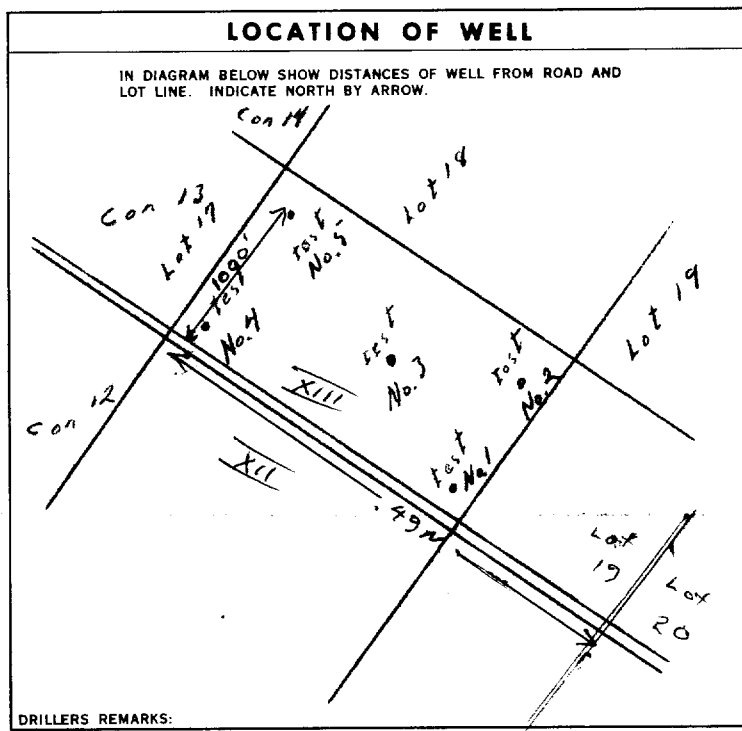 LOCATION OF WELL
IN DIAGRAM BELOW SHOW DISTANCES OF WELL FROM ROAD AND
LOT LINE. INDICATE NORTH BY ARROW.
Con 14
Con 13
Lot 17
Lot 18
1090'
test
No. 5
test
No. 4
test
No. 3
test
No. 2
Lot 19
XIII
Con 12
XII
test
No 1
.49 m
Lot
19
Lot
20
DRILLERS REMARKS: